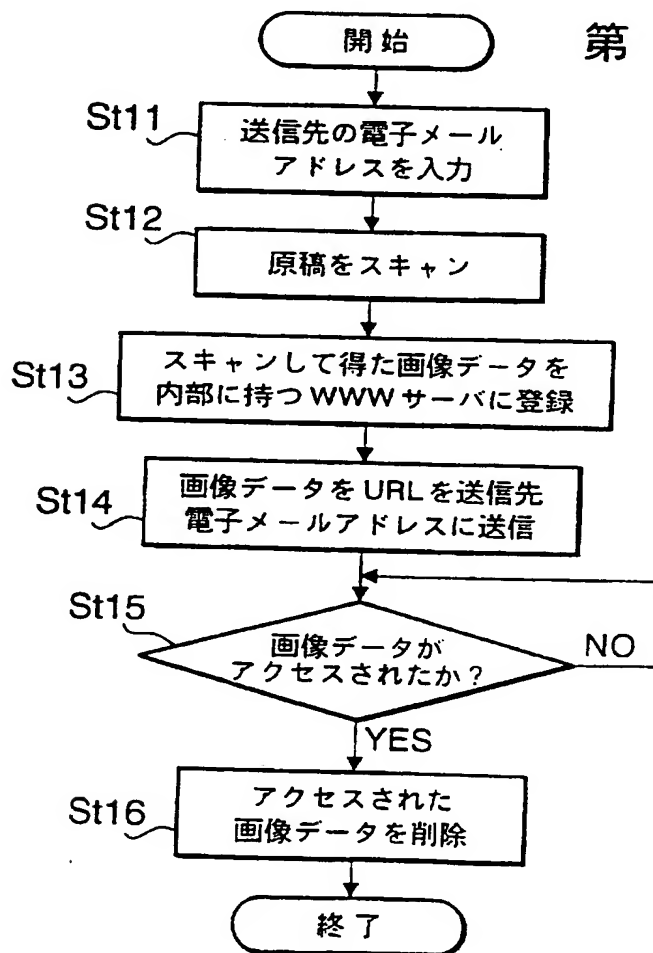 開始
第
St11
送信先の電子メール
アドレスを入力
St12
原稿をスキャン
St13
スキャンして得た画像データを
内部に持つWWWサーバに登録
St14
画像データをURLを送信先
電子メールアドレスに送信
St15
画像データが
アクセスされたか?
NO
YES
St16
アクセスされた
画像データを削除
終了